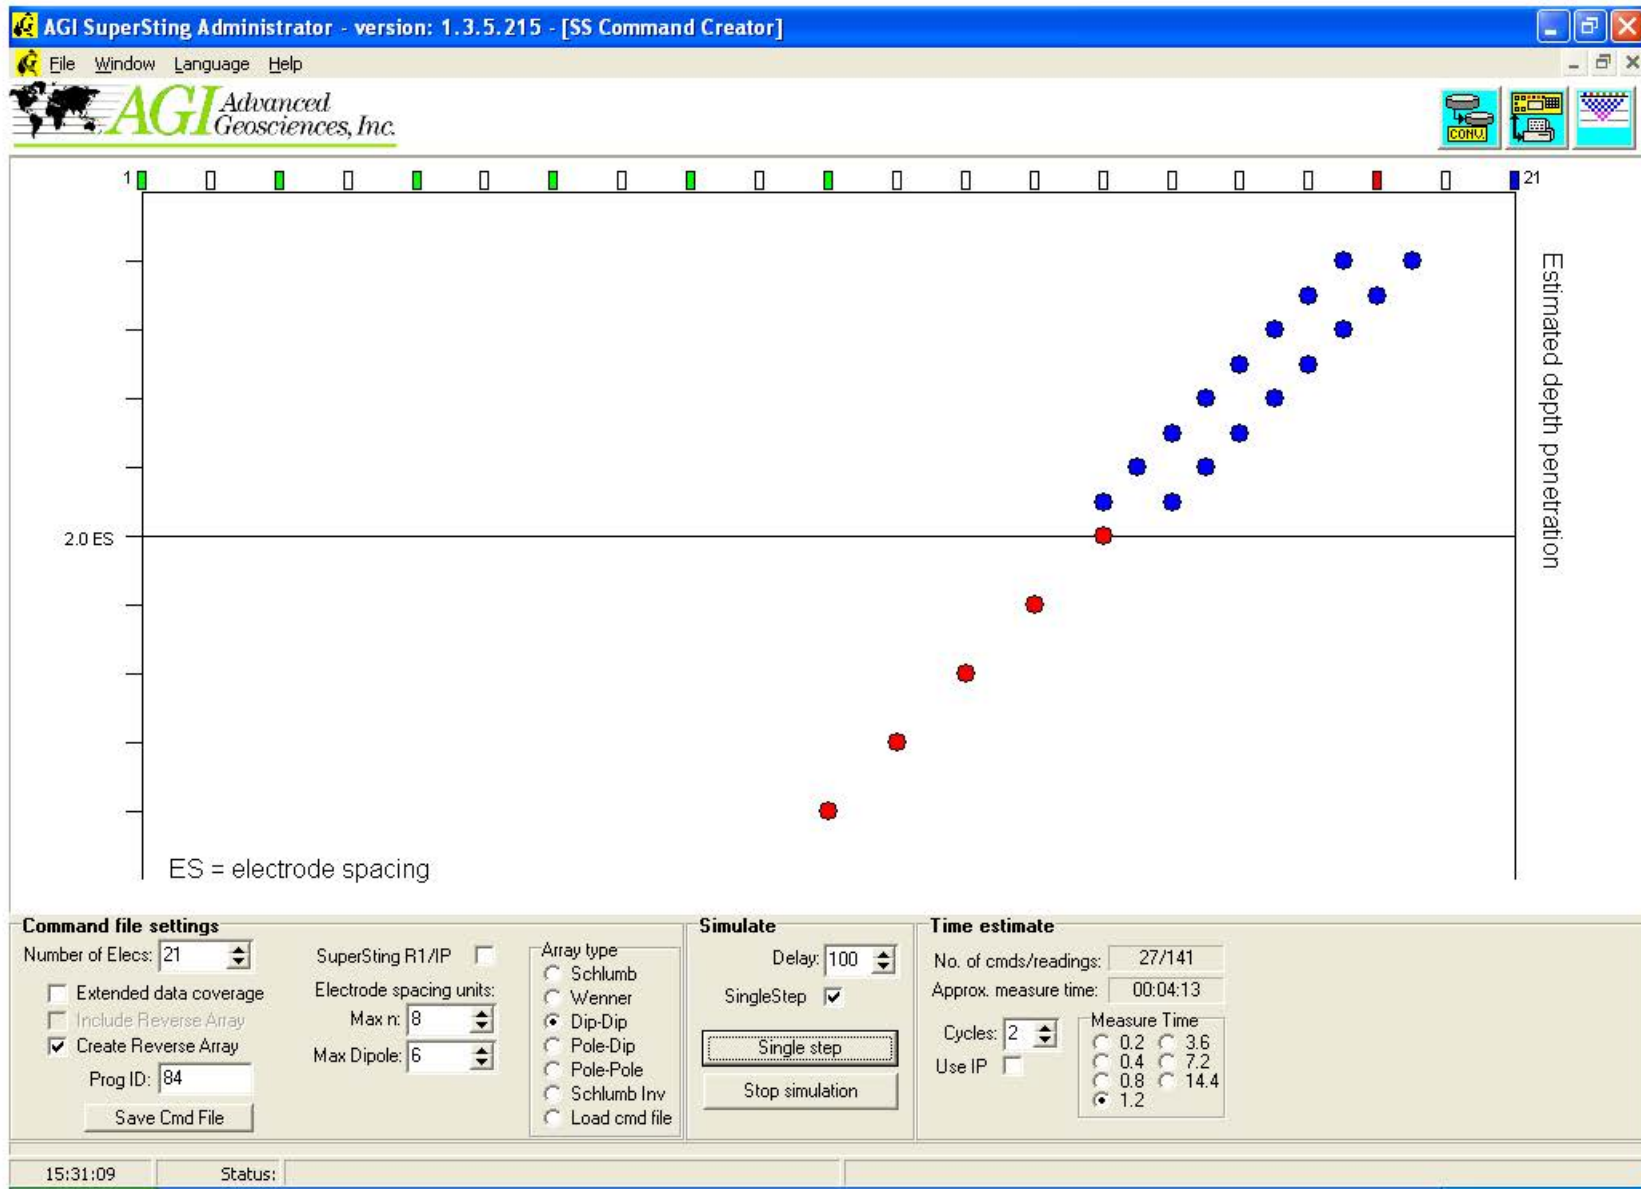 AGI SuperSting Administrator - version: 1.3.5.215 - [SS Command Creator]
File Window Language Help
AGI Advanced
Geosciences, Inc.
CONV.
1
21
Estimated depth penetration
2.0 ES
ES = electrode spacing
Command file settings
Number of Elecs: 21
Extended data coverage
Include Reverse Array
Create Reverse Array
Prog ID: 84
Save Cmd File
SuperSting R1/IP
Electrode spacing units:
Max n: 8
Max Dipole: 6
Array type
Schlumb
Wenner
Dip-Dip
Pole-Dip
Pole-Pole
Schlumb Inv
Load cmd file
Simulate
Delay: 100
SingleStep
Single step
Stop simulation
Time estimate
No. of cmds/readings: 27/141
Approx. measure time: 00:04:13
Cycles: 2
Use IP
Measure Time
0.2 3.6
0.4 7.2
0.8 14.4
1.2
15:31:09 Status: